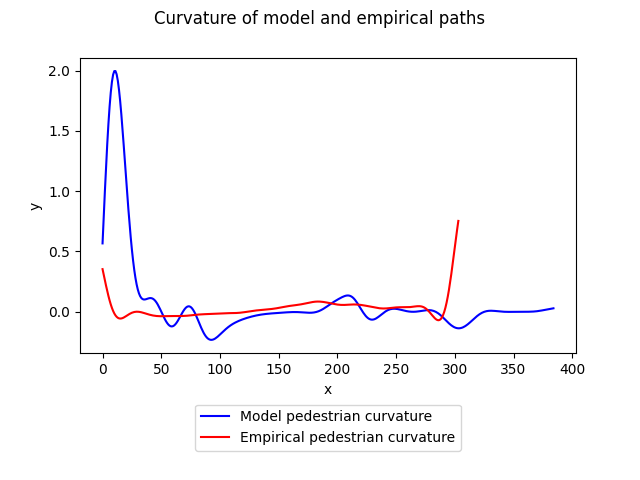 Curvature of model and empirical paths
2.0
1.5
1.0
0.5
0.0
y
0 50 100 150 200 250 300 350 400
x
Model pedestrian curvature
Empirical pedestrian curvature